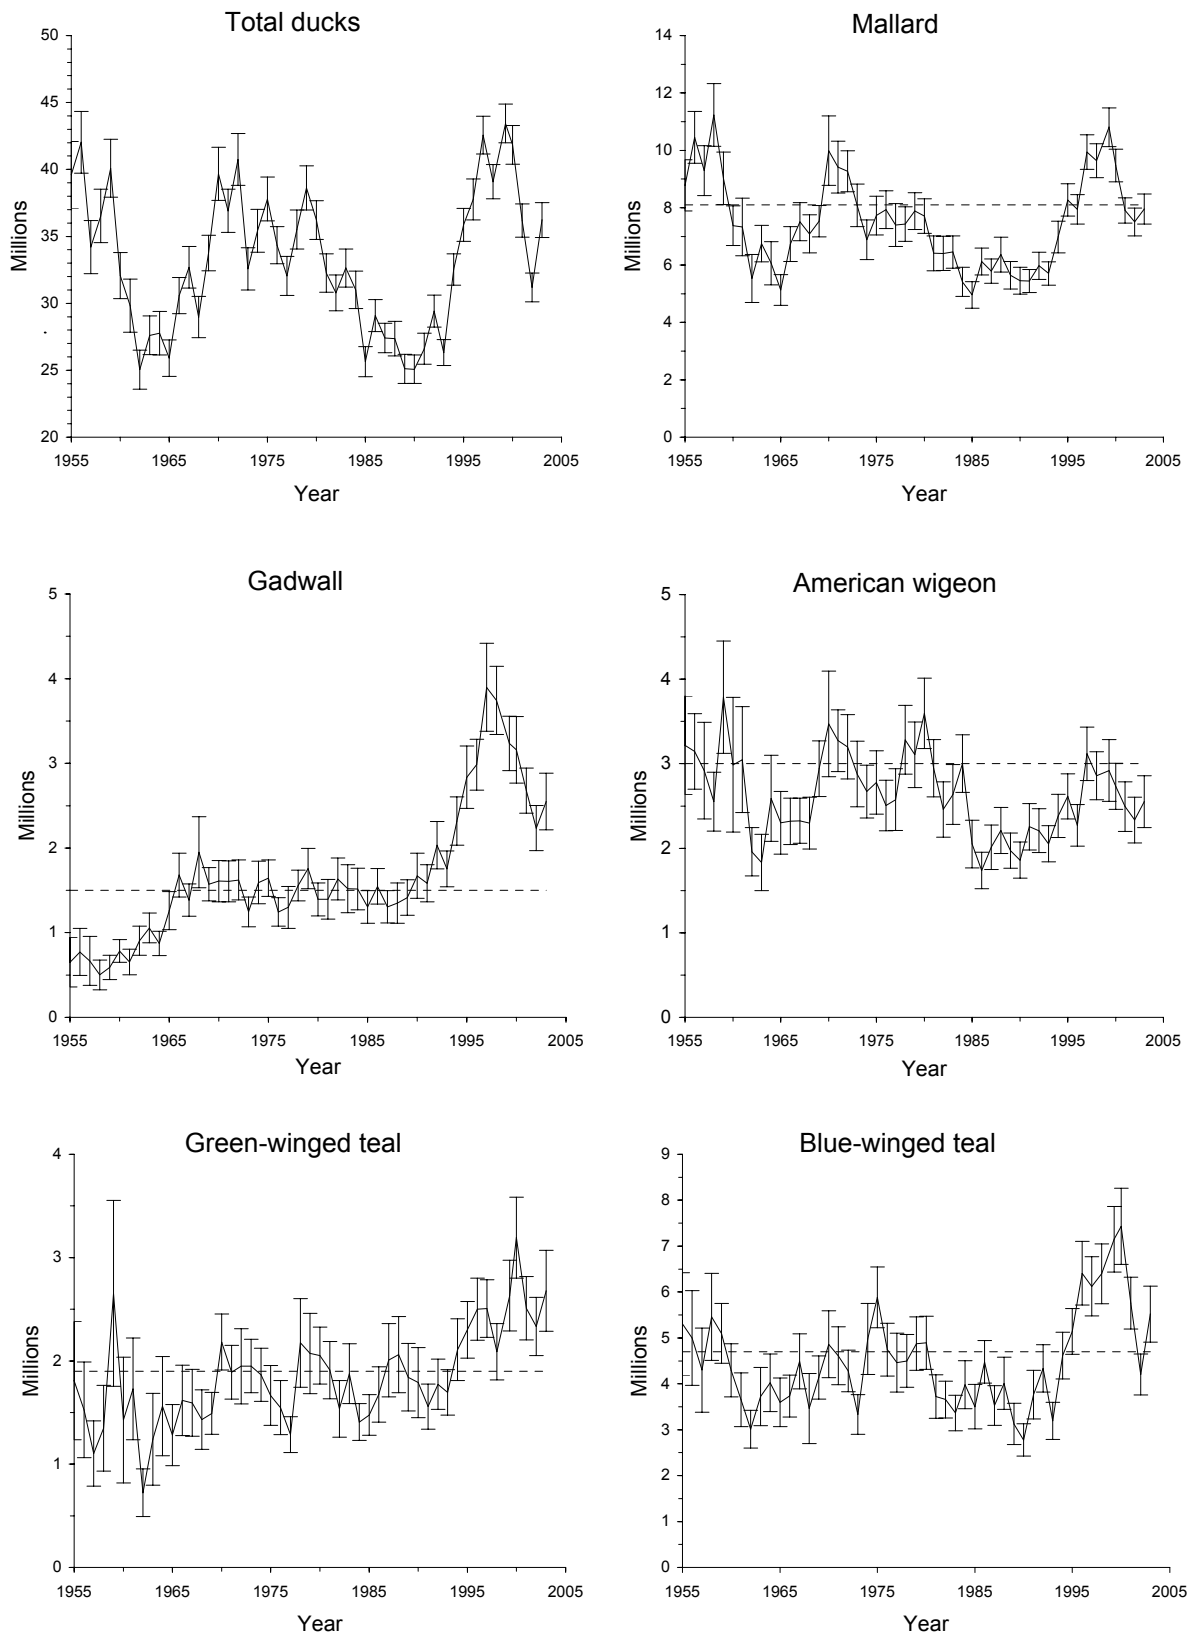 Total ducks
50
45
40
35
30
25
20
Millions
1955 1965 1975 1985 1995 2005
Year
Mallard
14
12
10
8
6
4
2
0
Millions
1955 1965 1975 1985 1995 2005
Year
Gadwall
5
4
3
2
1
0
Millions
1955 1965 1975 1985 1995 2005
Year
American wigeon
5
4
3
2
1
0
Millions
1955 1965 1975 1985 1995 2005
Year
Green-winged teal
4
3
2
1
0
Millions
1955 1965 1975 1985 1995 2005
Year
Blue-winged teal
9
8
7
6
5
4
3
2
1
0
Millions
1955 1965 1975 1985 1995 2005
Year